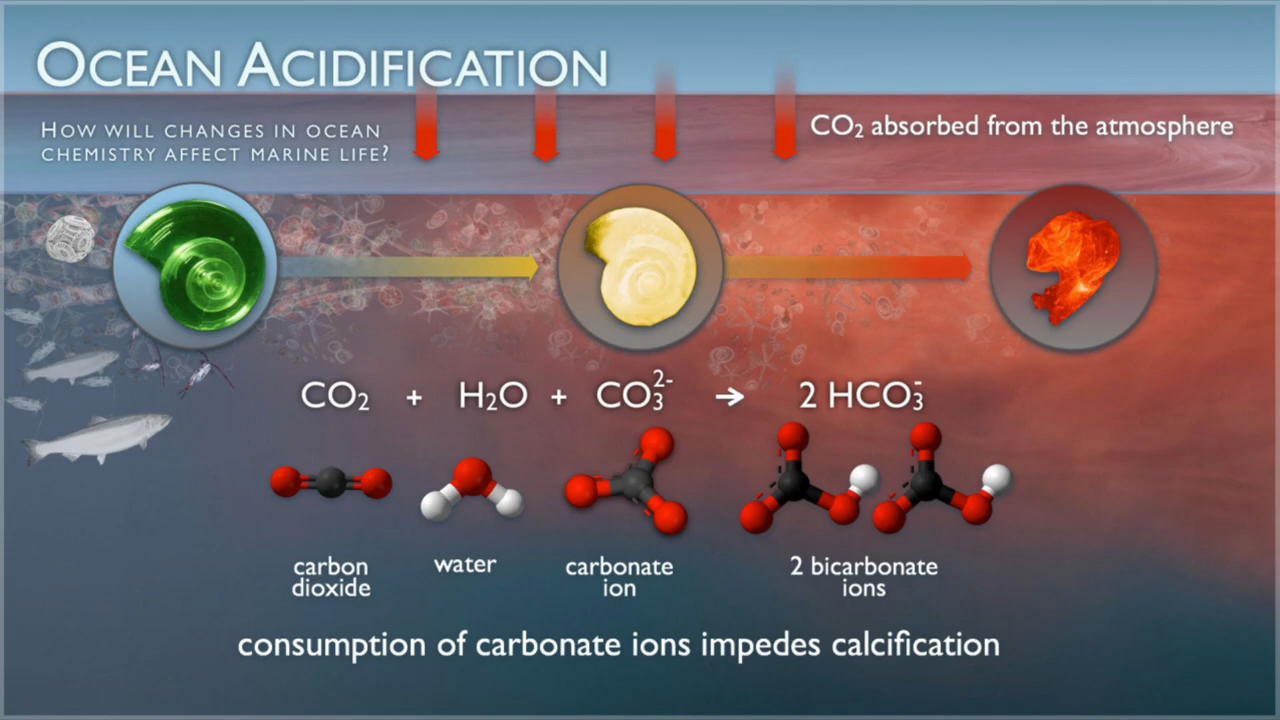 OCEAN ACIDIFICATION
HOW WILL CHANGES IN OCEAN
CHEMISTRY AFFECT MARINE LIFE?
CO₂ absorbed from the atmosphere
CO₂ + H₂O + CO₃²⁻ → 2 HCO₃⁻
carbon
dioxide
water
carbonate
ion
2 bicarbonate
ions
consumption of carbonate ions impedes calcification